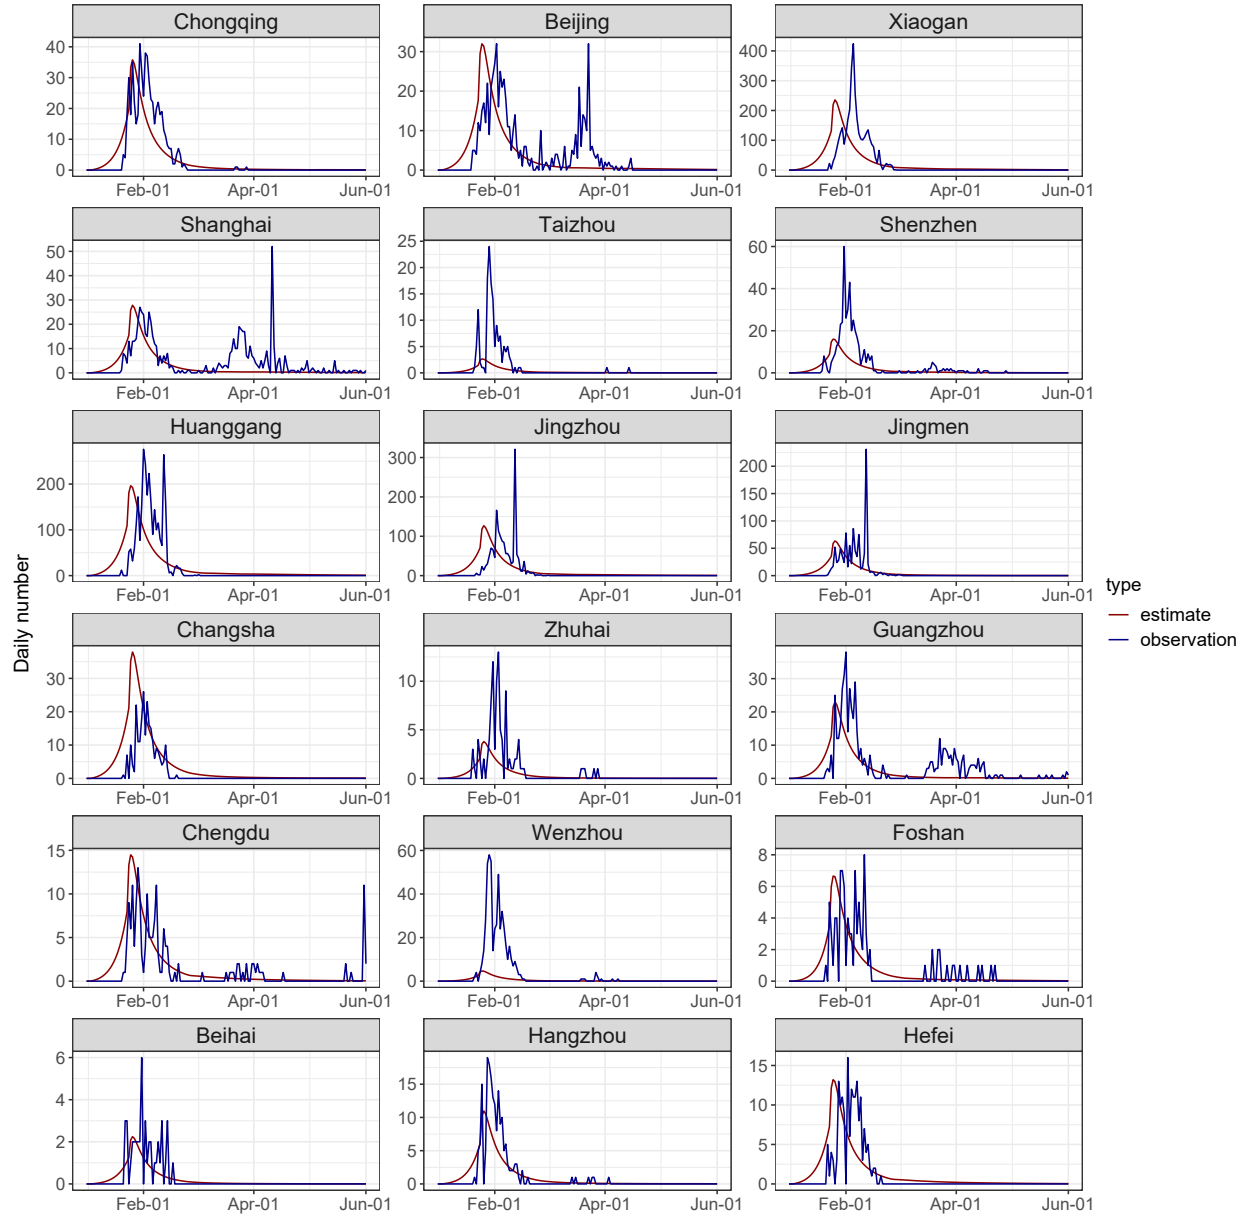 Chongqing Beijing Xiaogan
40 30 20 10 0
30 20 10 0
400 300 200 100 0
Feb-01 Apr-01 Jun-01 Feb-01 Apr-01 Jun-01 Feb-01 Apr-01 Jun-01
Shanghai Taizhou Shenzhen
50 40 30 20 10 0
25 20 15 10 5 0
60 40 20 0
Feb-01 Apr-01 Jun-01 Feb-01 Apr-01 Jun-01 Feb-01 Apr-01 Jun-01
Huanggang Jingzhou Jingmen
200 100 0
300 200 100 0
200 150 100 50 0
Feb-01 Apr-01 Jun-01 Feb-01 Apr-01 Jun-01 Feb-01 Apr-01 Jun-01
Daily number
Changsha Zhuhai Guangzhou
30 20 10 0
10 5 0
30 20 10 0
Feb-01 Apr-01 Jun-01 Feb-01 Apr-01 Jun-01 Feb-01 Apr-01 Jun-01
Chengdu Wenzhou Foshan
15 10 5 0
60 40 20 0
8 6 4 2 0
Feb-01 Apr-01 Jun-01 Feb-01 Apr-01 Jun-01 Feb-01 Apr-01 Jun-01
Beihai Hangzhou Hefei
6 4 2 0
15 10 5 0
15 10 5 0
Feb-01 Apr-01 Jun-01 Feb-01 Apr-01 Jun-01 Feb-01 Apr-01 Jun-01
type
estimate
observation